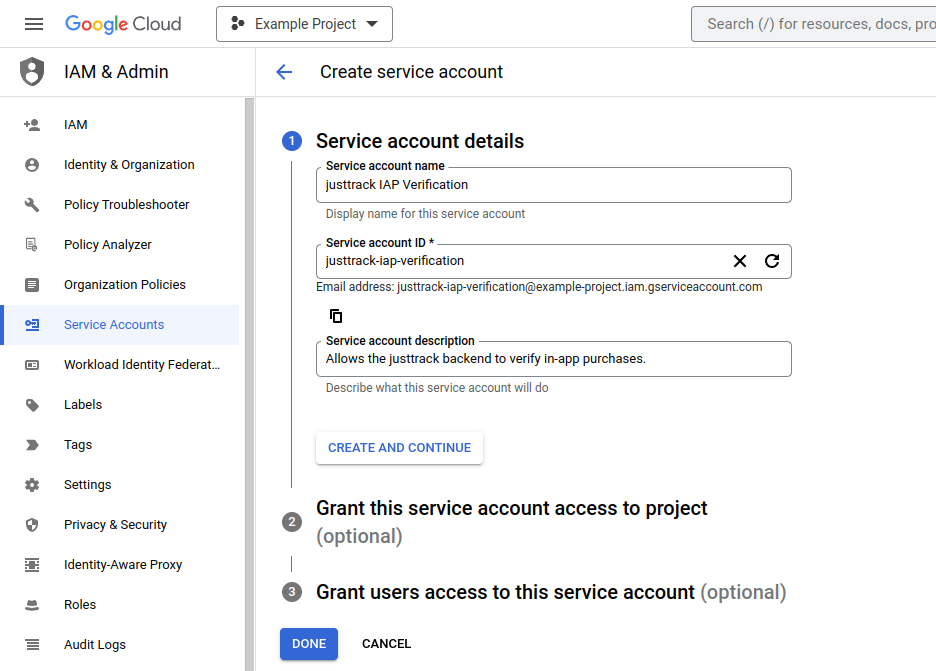 Google Cloud
Example Project
Search (/) for resources, docs, pro
IAM & Admin
Create service account
IAM
Identity & Organization
Policy Troubleshooter
Policy Analyzer
Organization Policies
Service Accounts
Workload Identity Federat...
Labels
Tags
Settings
Privacy & Security
Identity-Aware Proxy
Roles
Audit Logs
1 Service account details
Service account name
justtrack IAP Verification
Display name for this service account
Service account ID *
justtrack-iap-verification
Email address: justtrack-iap-verification@example-project.iam.gserviceaccount.com
Service account description
Allows the justtrack backend to verify in-app purchases.
Describe what this service account will do
CREATE AND CONTINUE
2 Grant this service account access to project
(optional)
3 Grant users access to this service account (optional)
DONE CANCEL